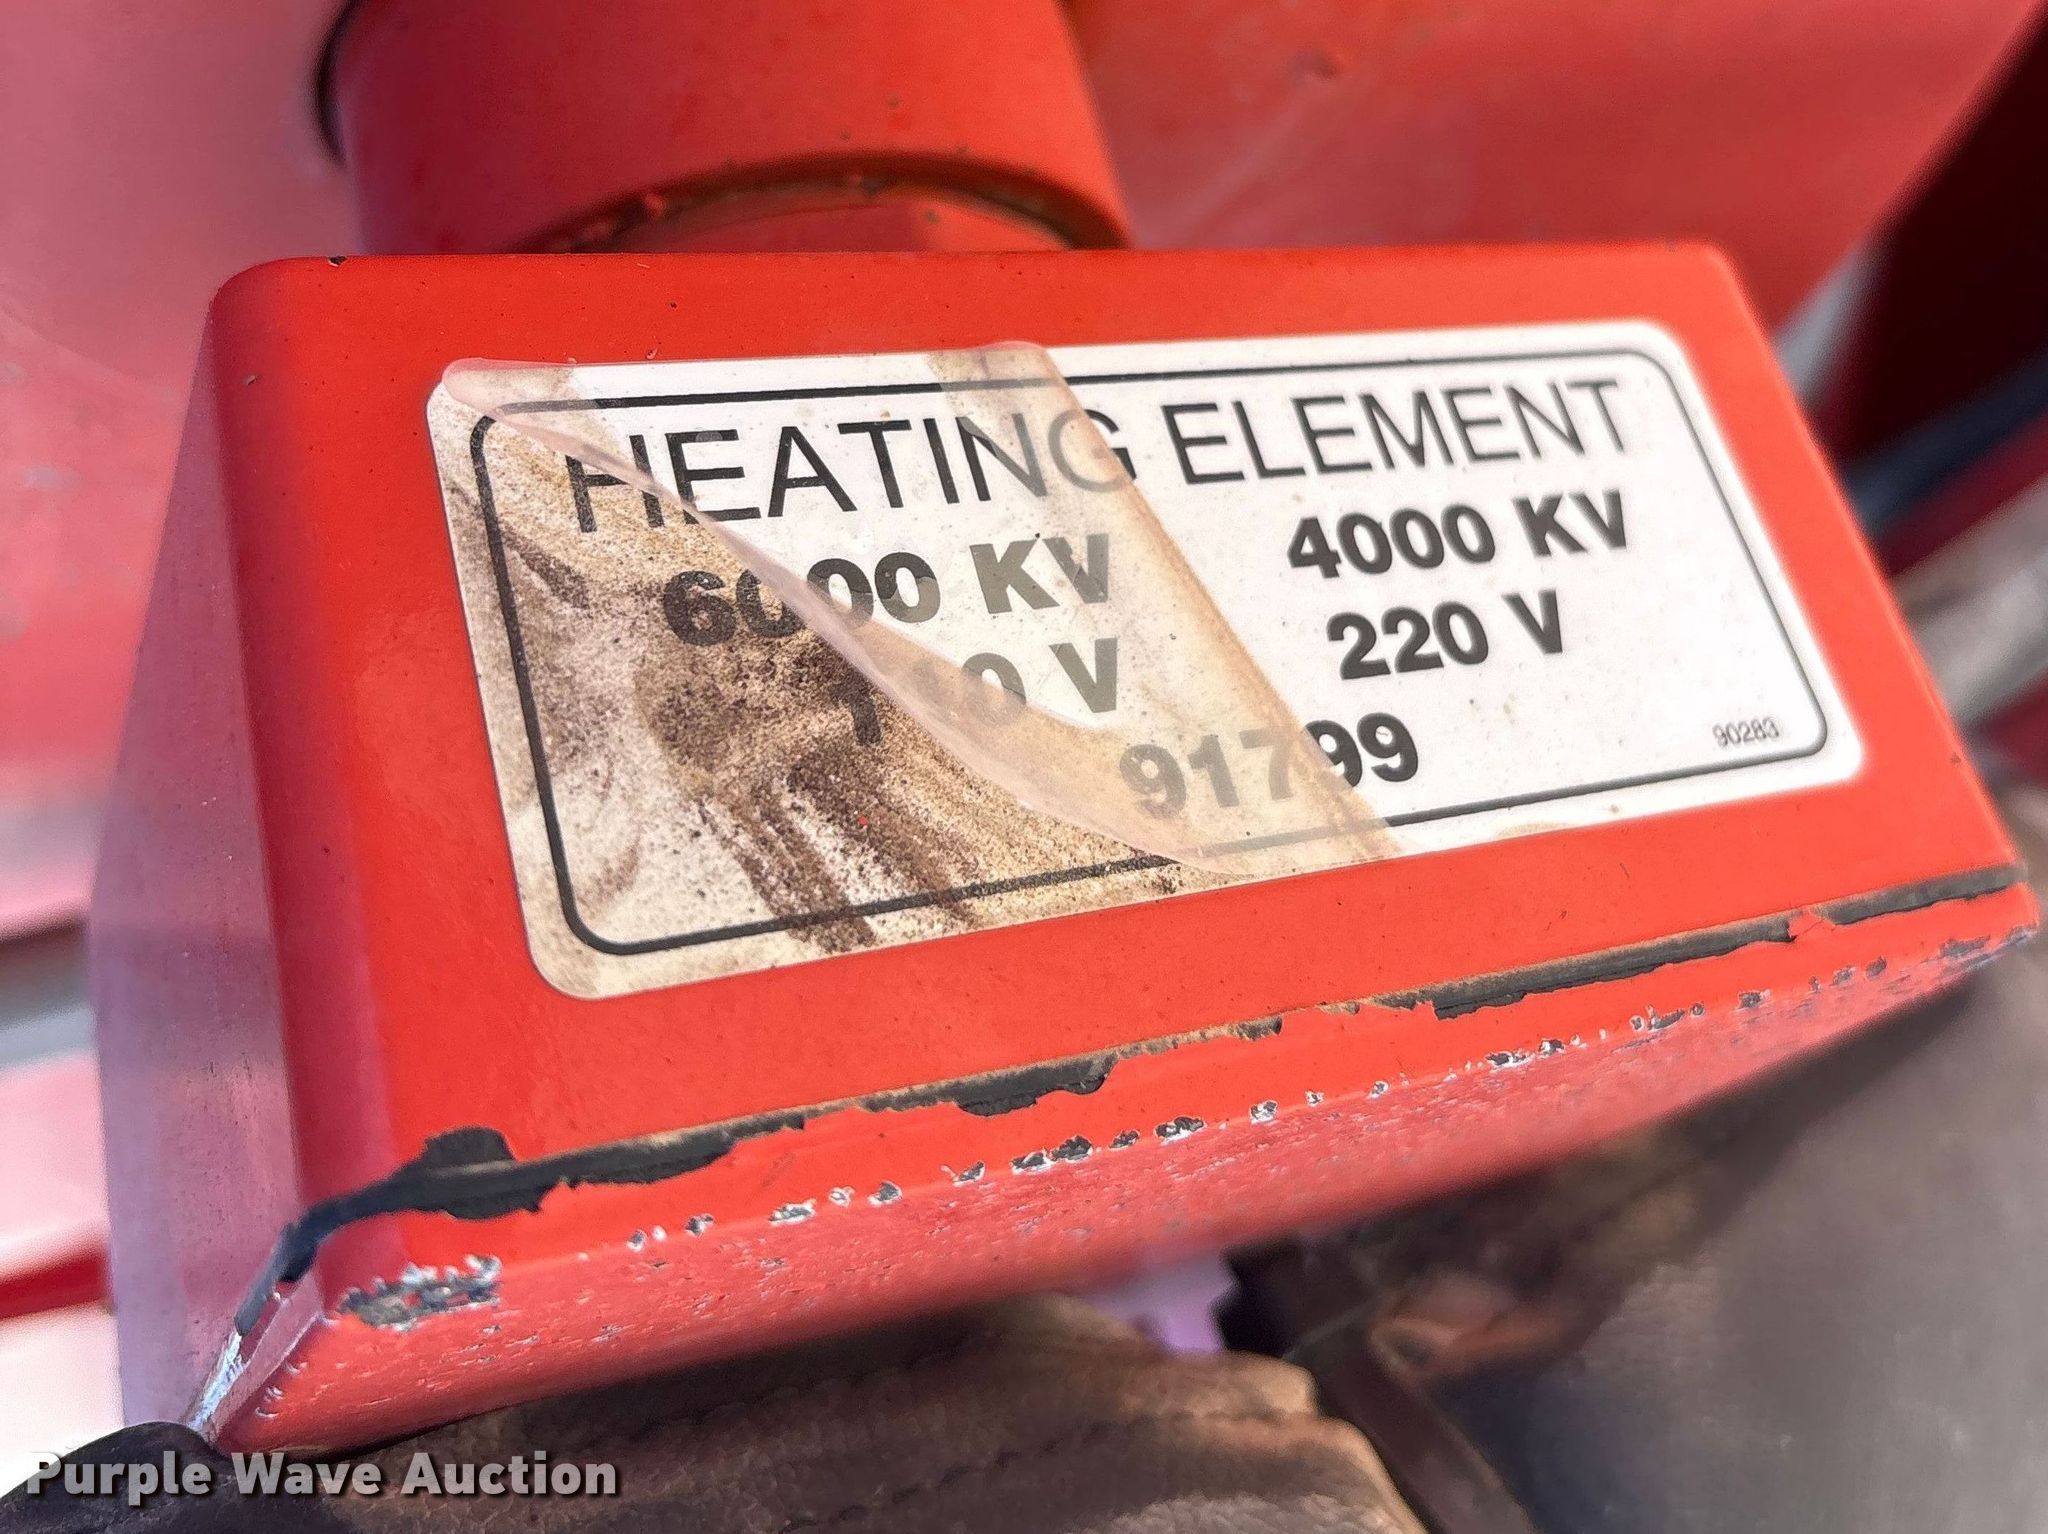 HEATING ELEMENT
6000 KV 4000 KV
V 220 V
91799
90283
Purple Wave Auction